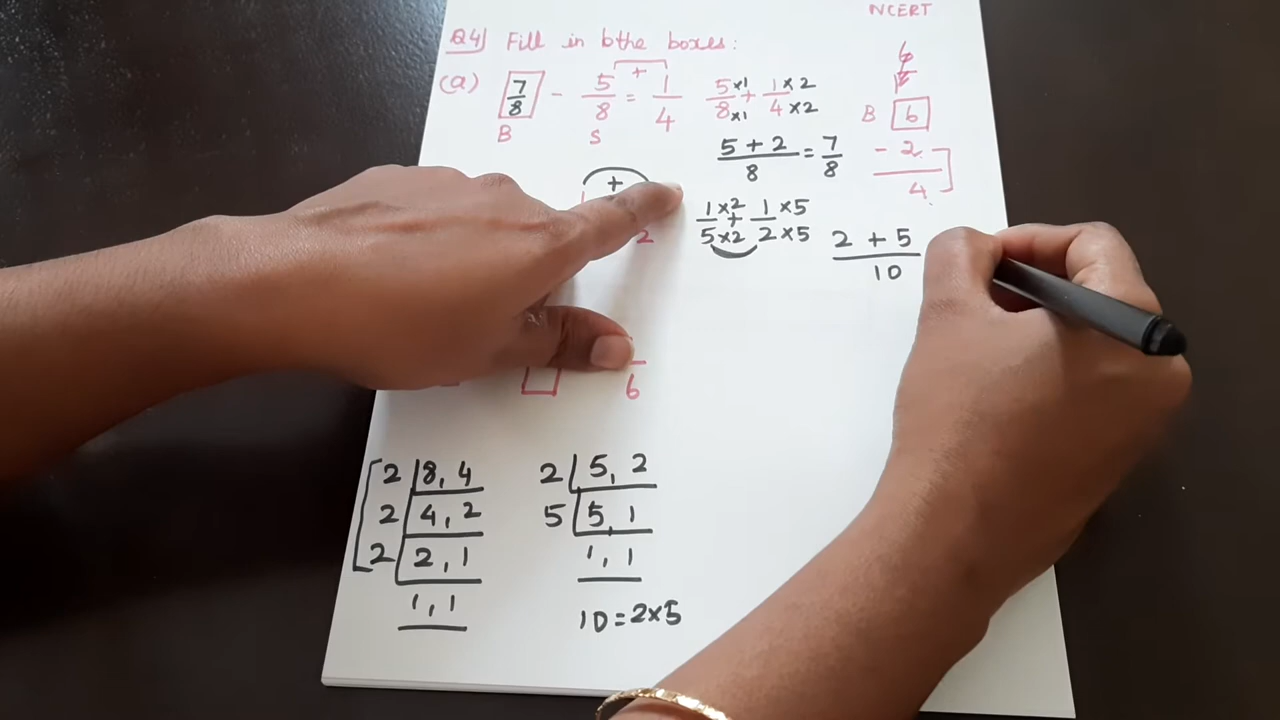 NCERT
Q4) Fill in bthe boxes:
(a) 7/8 - 5/8 = 1/4
+
B S
5×1/8×1 + 1×2/4×2
5 + 2/8 = 7/8
6
B 6
- 2
4
+
2
1×2/5×2 + 1×5/2×5
2 + 5/10
6
2 | 8, 4
2 | 4, 2
2 | 2, 1
1, 1
2 | 5, 2
5 | 5, 1
1, 1
10 = 2×5